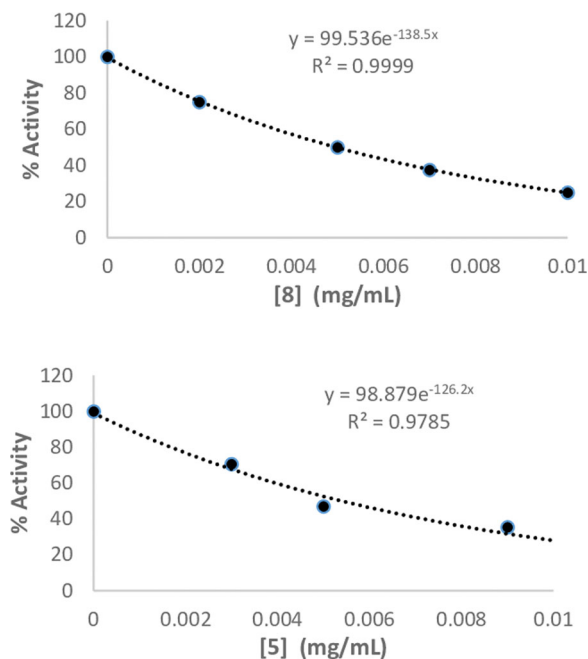 120
100
80
60
40
20
0
% Activity
y = 99.536e^-138.5x
R² = 0.9999
0 0.002 0.004 0.006 0.008 0.01
[8] (mg/mL)
120
100
80
60
40
20
0
% Activity
y = 98.879e^-126.2x
R² = 0.9785
0 0.002 0.004 0.006 0.008 0.01
[5] (mg/mL)